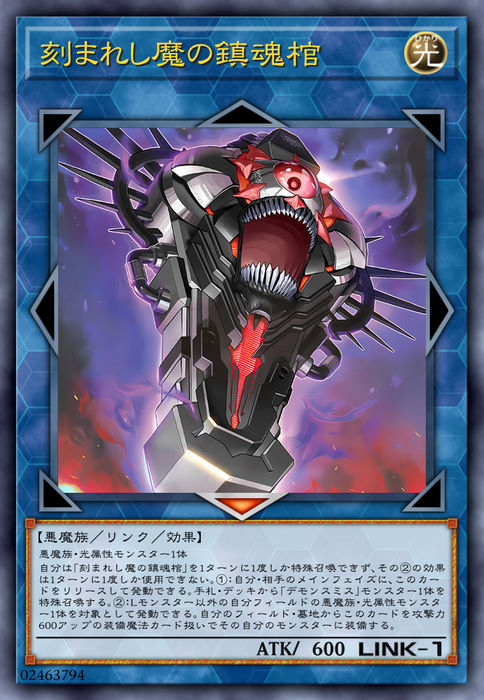 刻まれし魔の鎮魂棺
ひかり
光
【悪魔族／リンク／効果】
悪魔族・光属性モンスター1体
自分は「刻まれし魔の鎮魂棺」を1ターンに1度しか特殊召喚できず、その②の効果
は1ターンに1度しか使用できない。①：自分・相手のメインフェイズに、このカー
ドをリリースして発動できる。手札・デッキから「デモンスミス」モンスター1体を
特殊召喚する。②：Lモンスター以外の自分フィールドの悪魔族・光属性モンスタ
ー1体を対象として発動できる。自分のフィールド・墓地からこのカードを攻撃力
600アップの装備魔法カード扱いでその自分のモンスターに装備する。
ATK/ 600 LINK-1
02463794